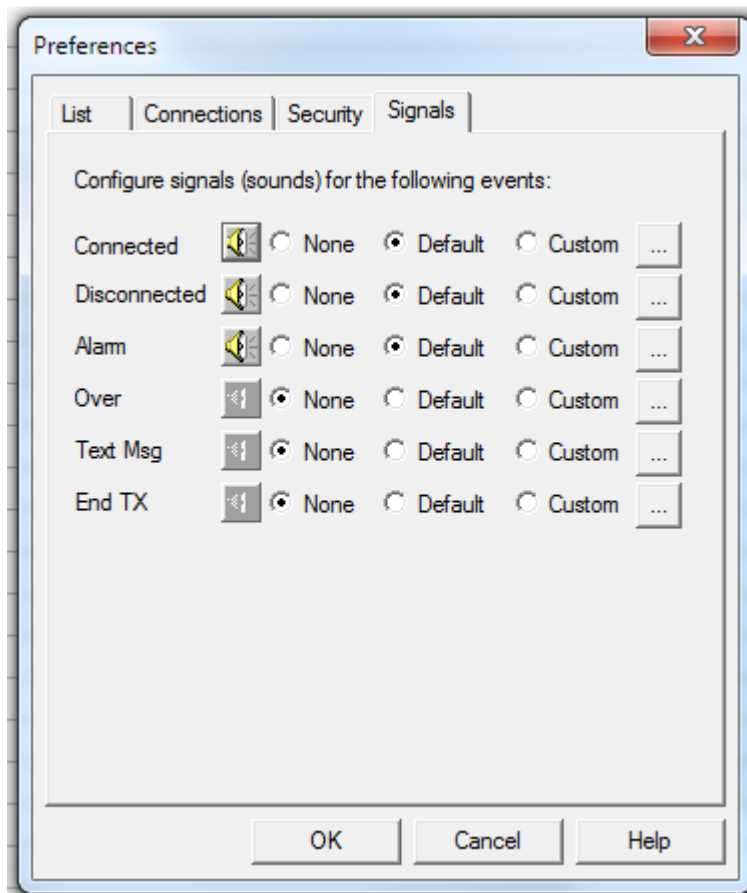 Preferences
List Connections Security Signals
Configure signals (sounds) for the following events:
Connected None Default Custom ...
Disconnected None Default Custom ...
Alarm None Default Custom ...
Over None Default Custom ...
Text Msg None Default Custom ...
End TX None Default Custom ...
OK Cancel Help